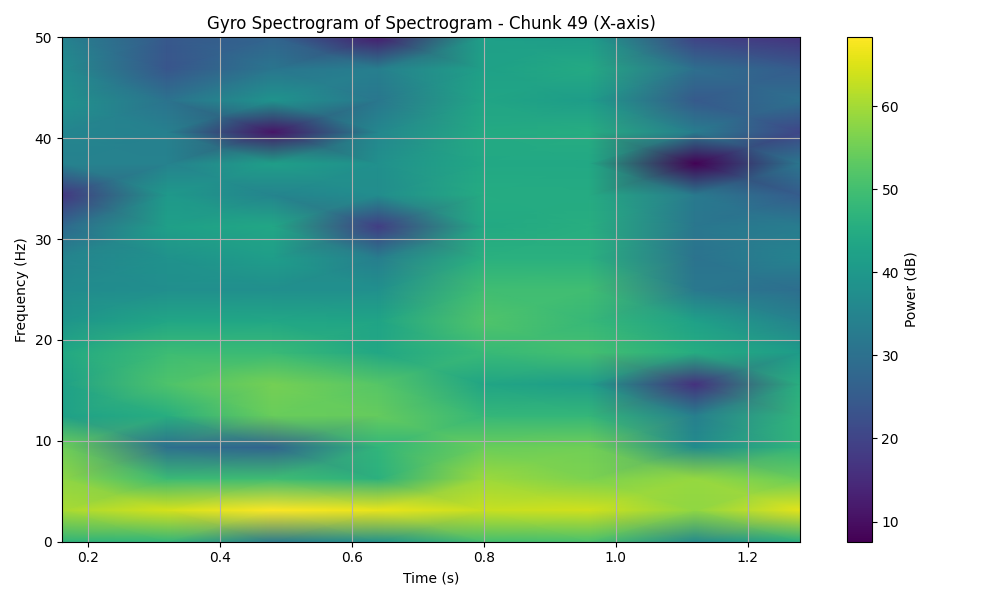 Gyro Spectrogram of Spectrogram - Chunk 49 (X-axis)
50
40
30
20
10
0
Frequency (Hz)
0.2 0.4 0.6 0.8 1.0 1.2
Time (s)
60
50
40
30
20
10
Power (dB)